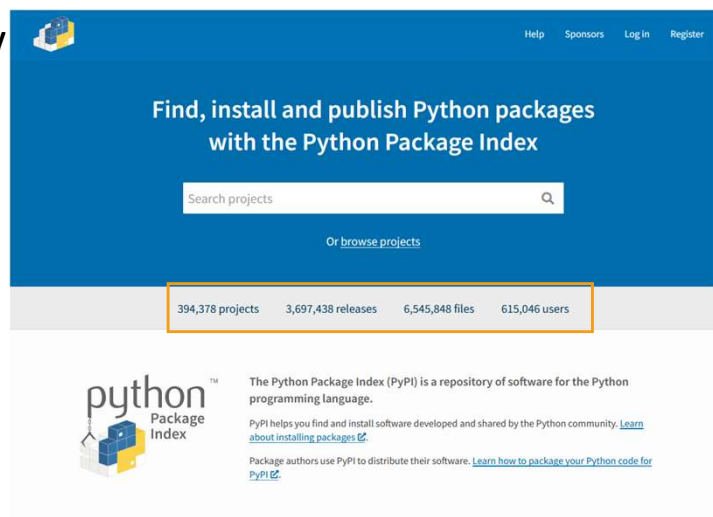 y
Help Sponsors Log in Register
Find, install and publish Python packages
with the Python Package Index
Search projects
Or browse projects
394,378 projects 3,697,438 releases 6,545,848 files 615,046 users
python™
Package
Index
The Python Package Index (PyPI) is a repository of software for the Python
programming language.
PyPI helps you find and install software developed and shared by the Python community. Learn
about installing packages.
Package authors use PyPI to distribute their software. Learn how to package your Python code for
PyPI.